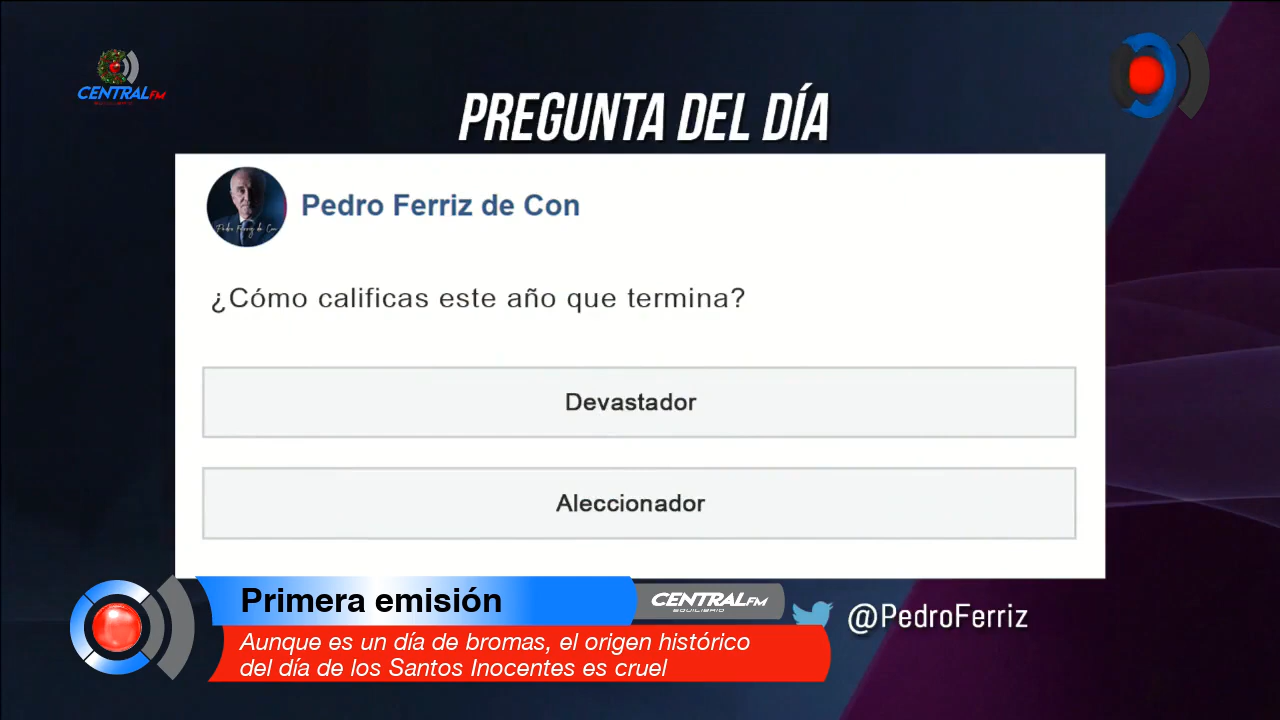 CENTRAL FM
PREGUNTA DEL DÍA
Pedro Ferriz de Con
¿Cómo calificas este año que termina?
Devastador
Aleccionador
Primera emisión
CENTRAL FM
EQUILIBRIO
@PedroFerriz
Aunque es un día de bromas, el origen histórico
del día de los Santos Inocentes es cruel